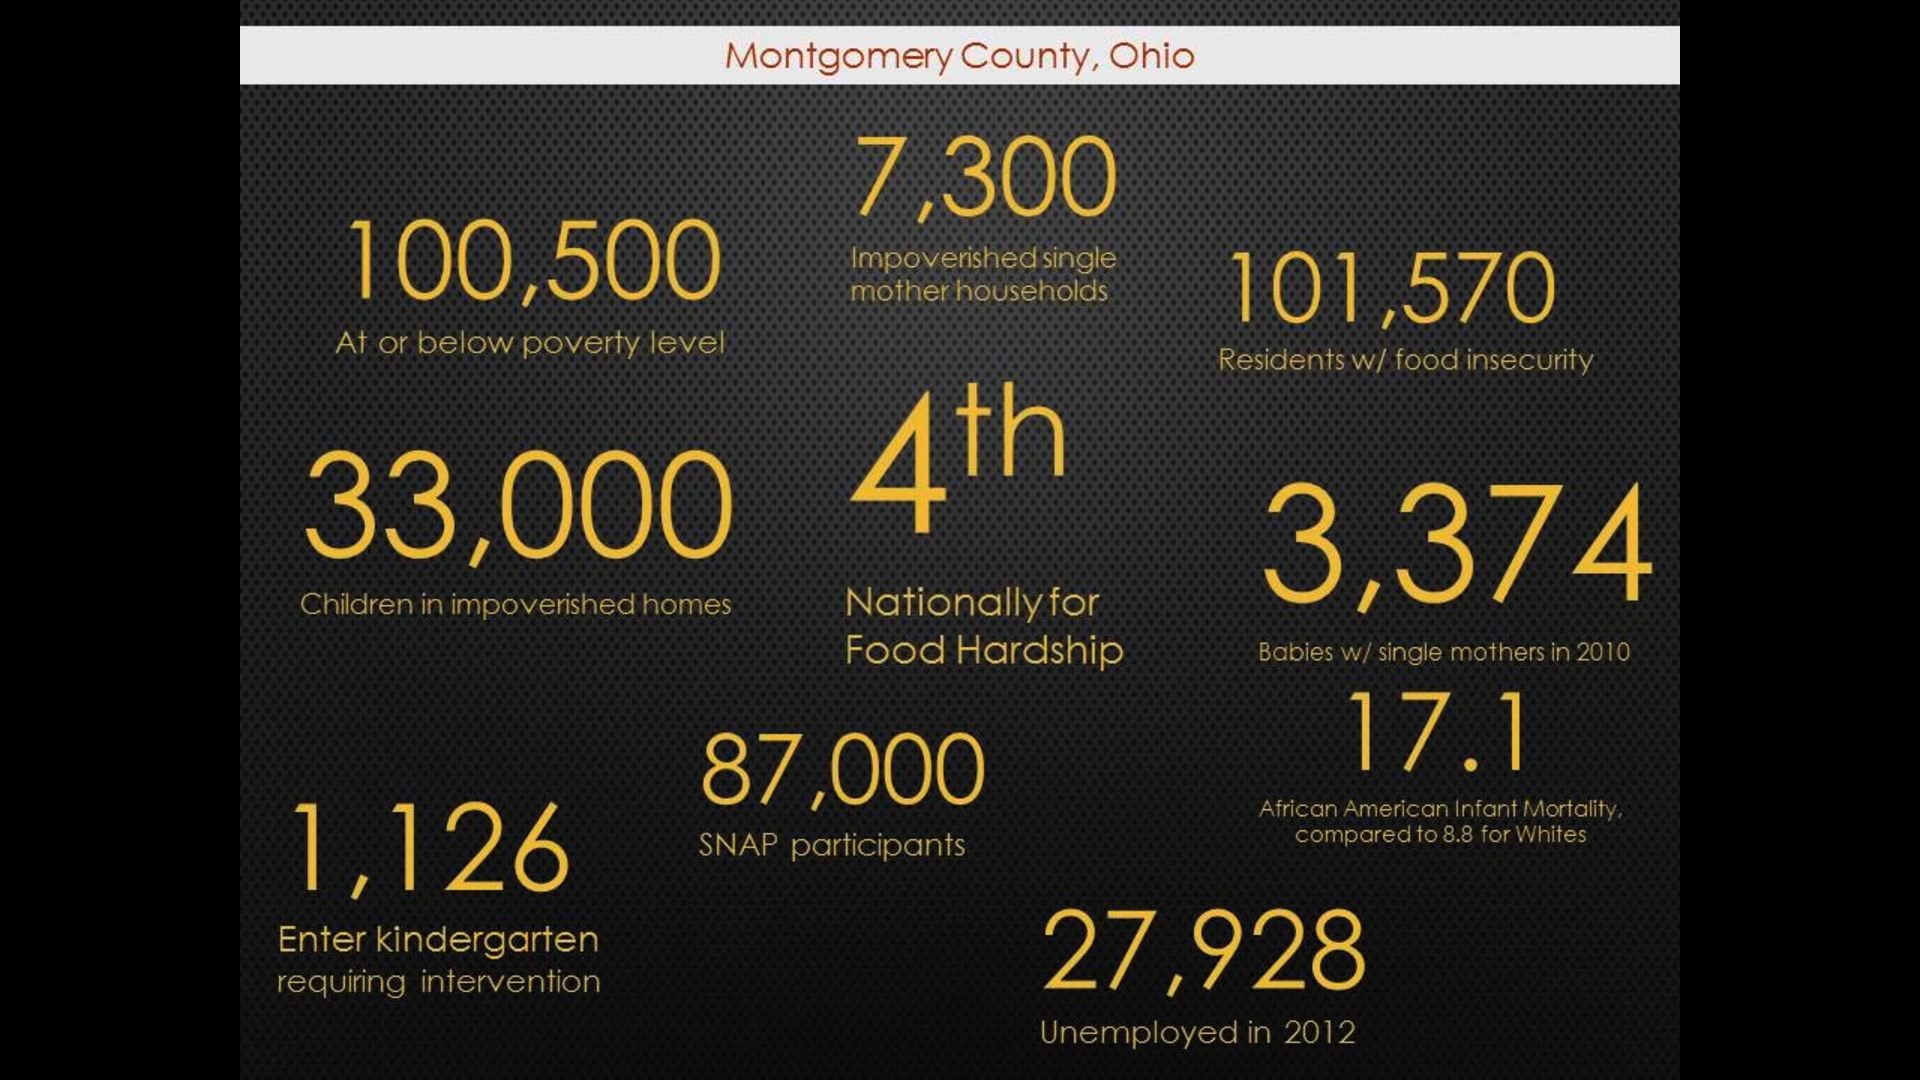 Montgomery County, Ohio
7,300
Impoverished single
mother households
100,500
At or below poverty level
101,570
Residents w/ food insecurity
4th
Nationally for
Food Hardship
33,000
Children in impoverished homes
3,374
Babies w/ single mothers in 2010
17.1
African American Infant Mortality,
compared to 8.8 for Whites
87,000
SNAP participants
1,126
Enter kindergarten
requiring intervention
27,928
Unemployed in 2012